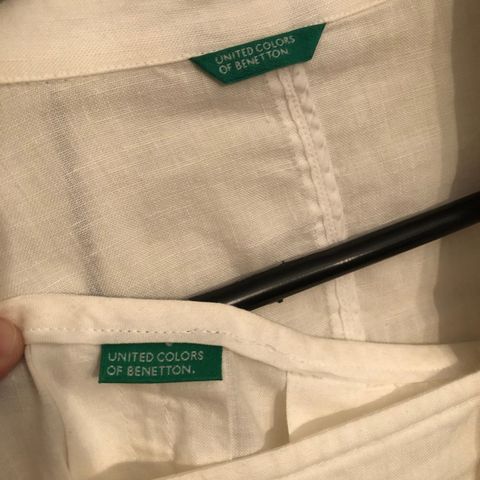 UNITED COLORS
OF BENETTON.
UNITED COLORS
OF BENETTON.